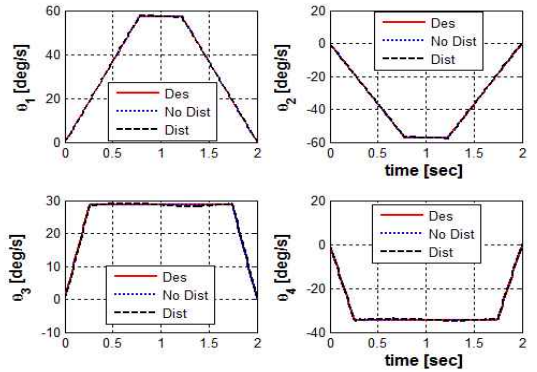 60
40
20
0
θ1 [deg/s]
Des
No Dist
Dist
0 0.5 1 1.5 2
20
0
-20
-40
-60
θ2 [deg/s]
Des
No Dist
Dist
0 0.5 1 1.5 2
time [sec]
30
20
10
0
-10
θ3 [deg/s]
Des
No Dist
Dist
0 0.5 1 1.5 2
20
0
-20
-40
θ4 [deg/s]
Des
No Dist
Dist
0 0.5 1 1.5 2
time [sec]